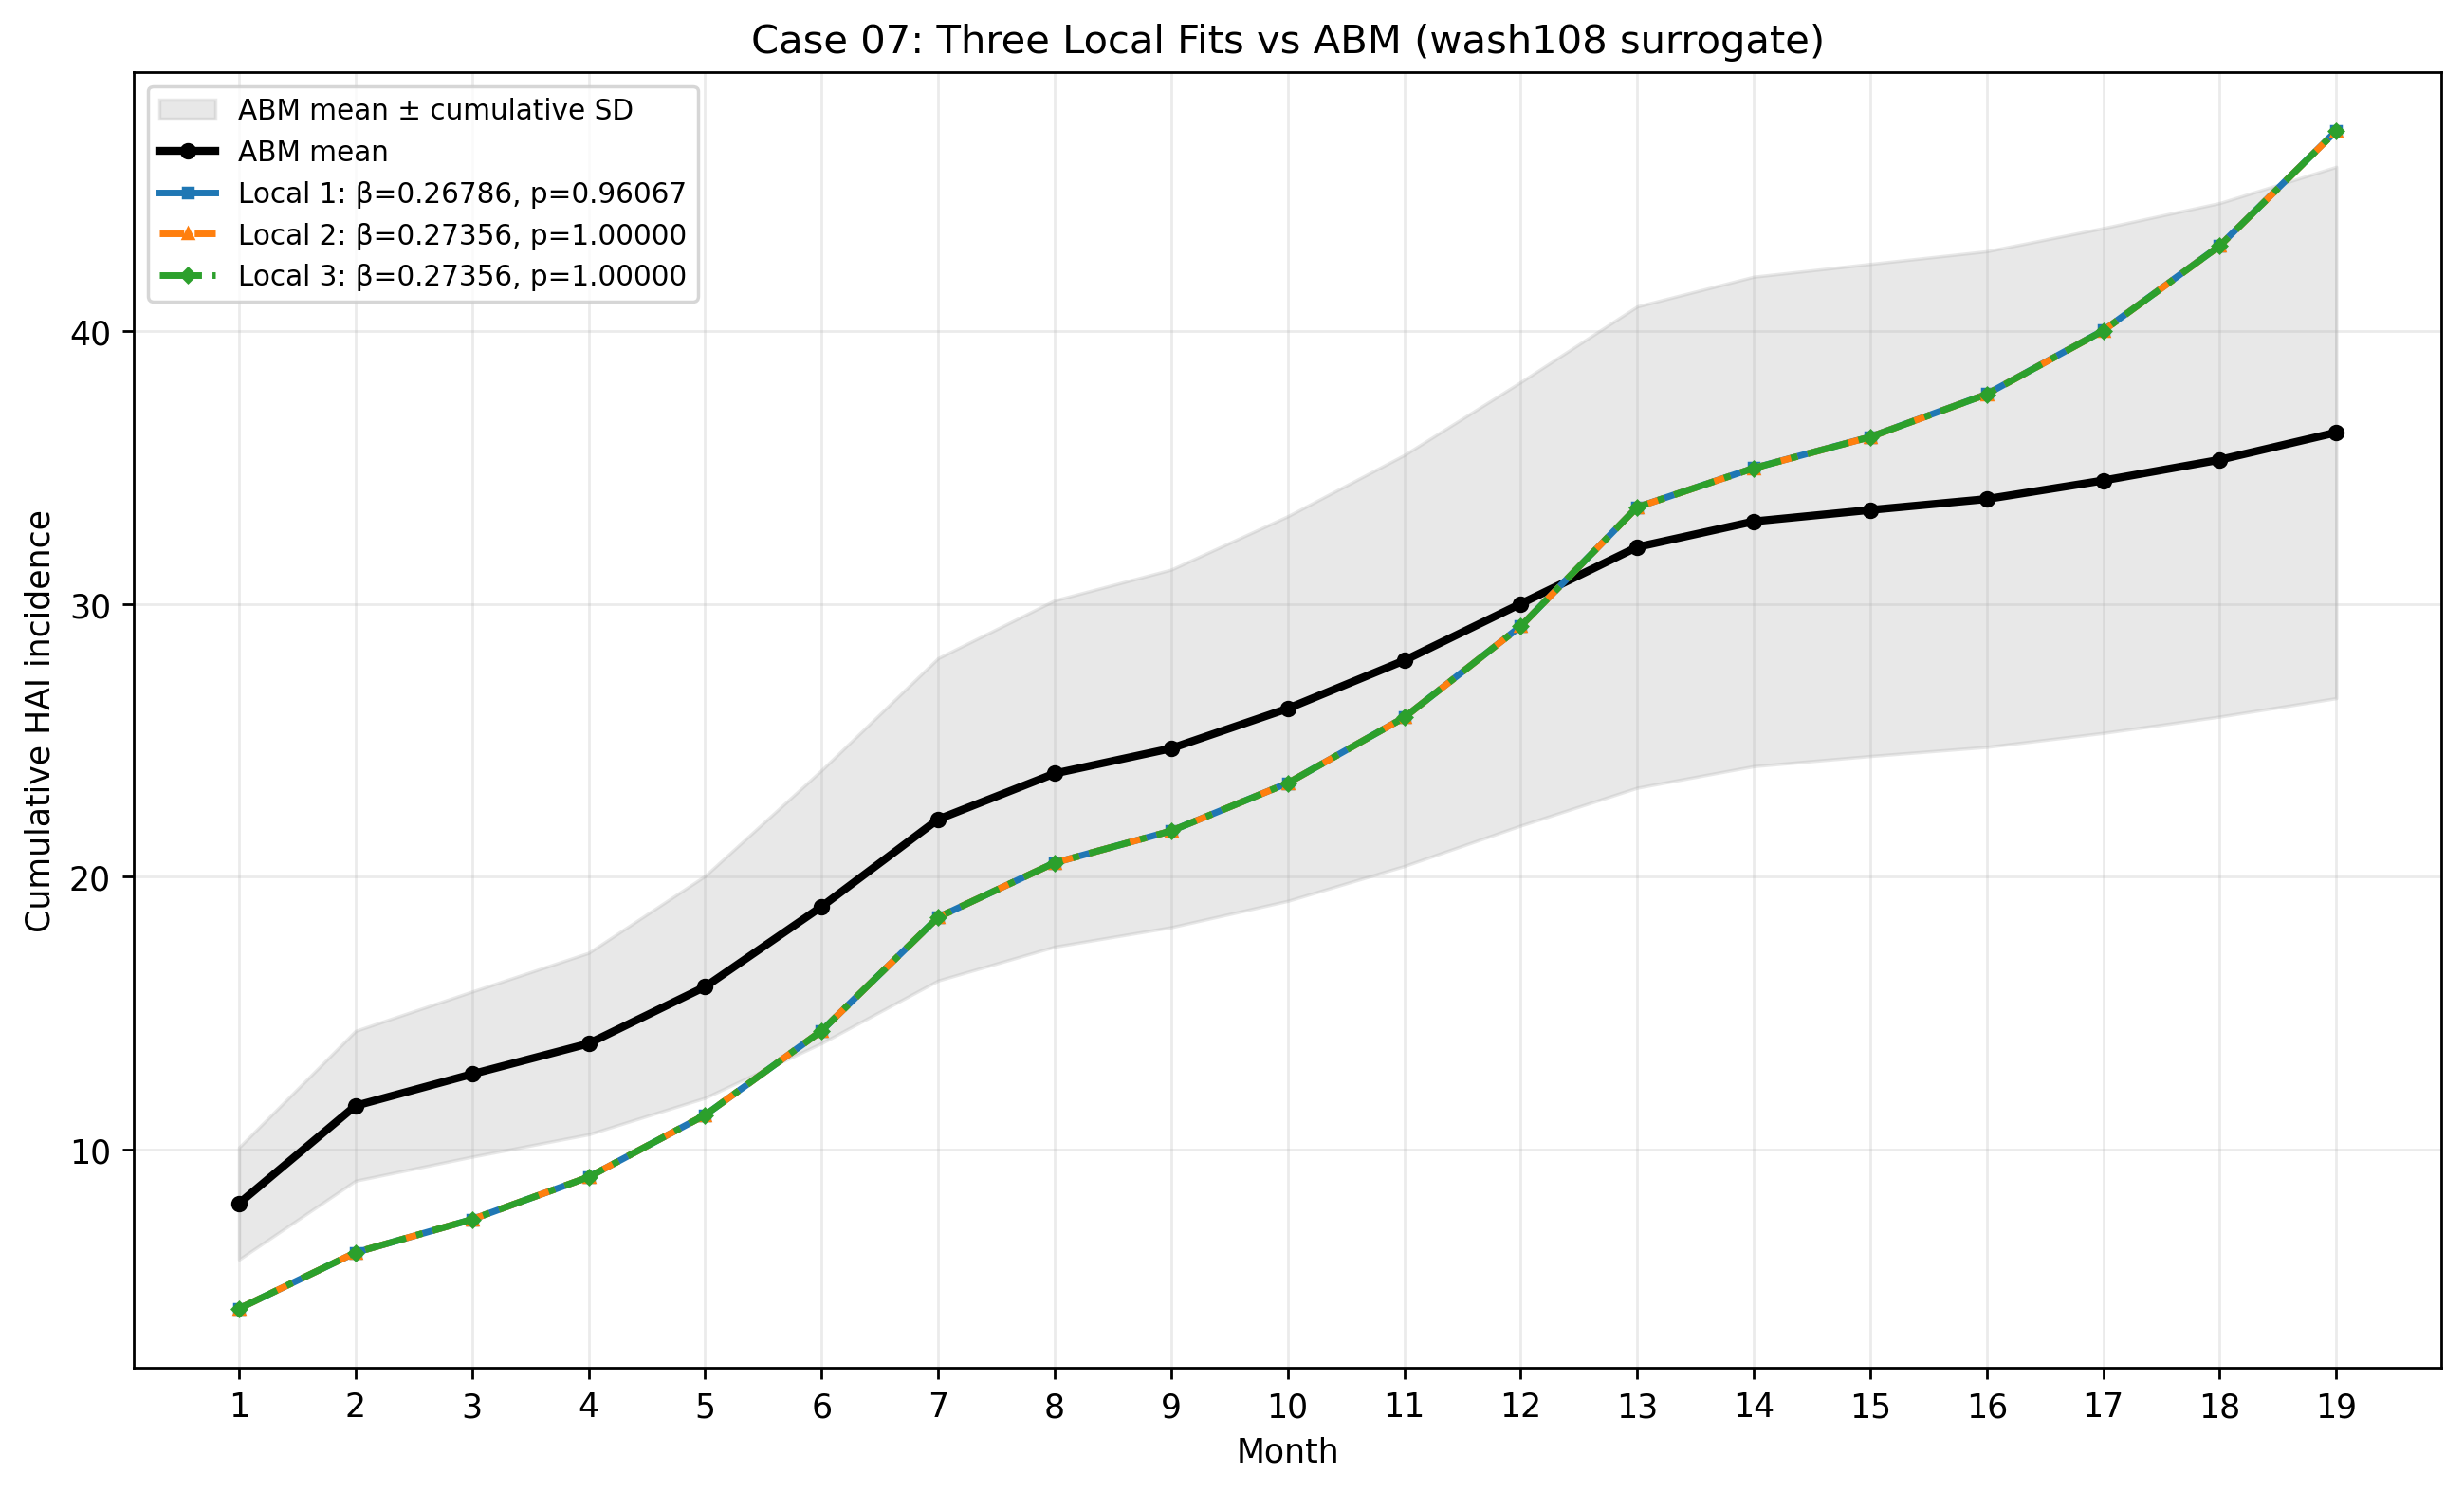 Case 07: Three Local Fits vs ABM (wash108 surrogate)
ABM mean ± cumulative SD
ABM mean
Local 1: β=0.26786, p=0.96067
Local 2: β=0.27356, p=1.00000
Local 3: β=0.27356, p=1.00000
Cumulative HAI incidence
40
30
20
10
1 2 3 4 5 6 7 8 9 10 11 12 13 14 15 16 17 18 19
Month